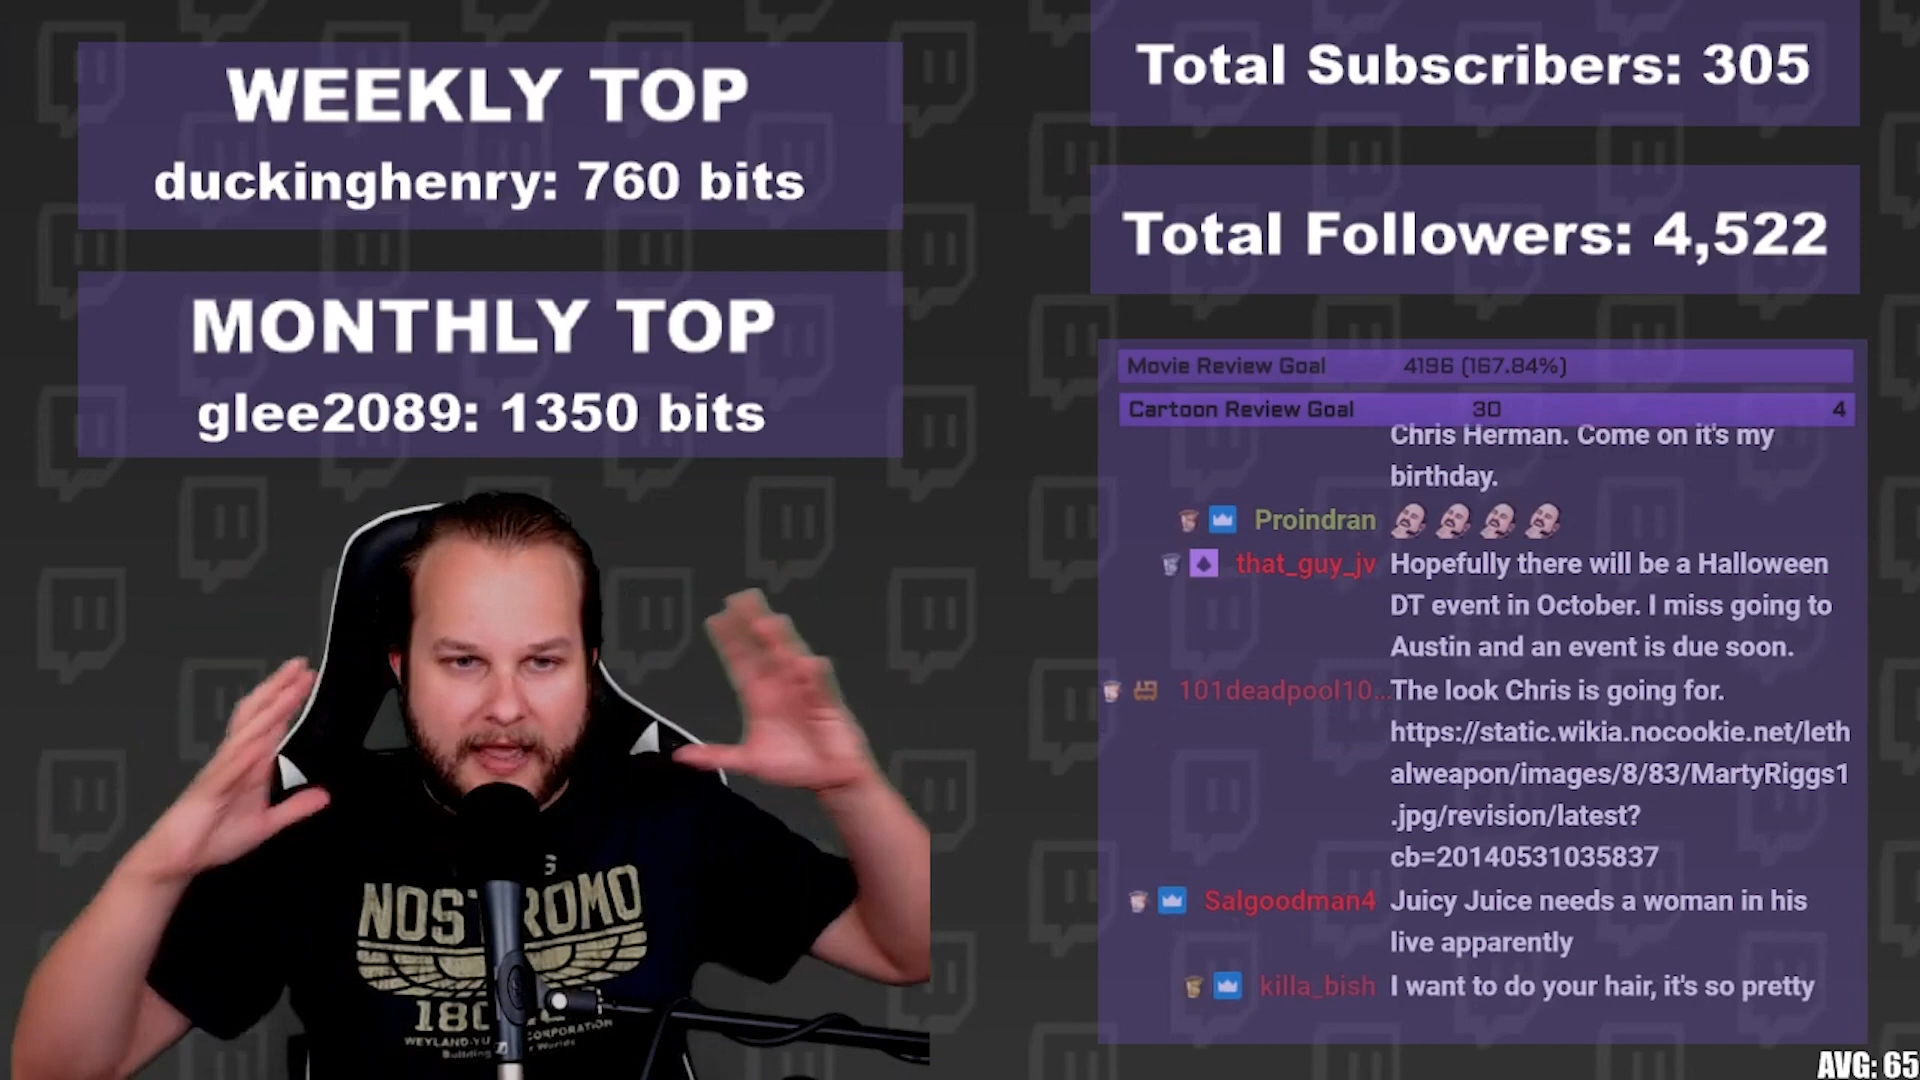 WEEKLY TOP
duckinghenry: 760 bits
MONTHLY TOP
glee2089: 1350 bits
Total Subscribers: 305
Total Followers: 4,522
Movie Review Goal 4196 (167.84%)
Cartoon Review Goal 30 4
Chris Herman. Come on it's my
birthday.
Proindran
that_guy_jv Hopefully there will be a Halloween
DT event in October. I miss going to
Austin and an event is due soon.
101deadpool10... The look Chris is going for.
https://static.wikia.nocookie.net/leth
alweapon/images/8/83/MartyRiggs1
.jpg/revision/latest?
cb=20140531035837
Salgoodman4 Juicy Juice needs a woman in his
live apparently
killa_bish I want to do your hair, it's so pretty
NOSTROMO
CORPORATION
Building
Worlds
AVG: 65